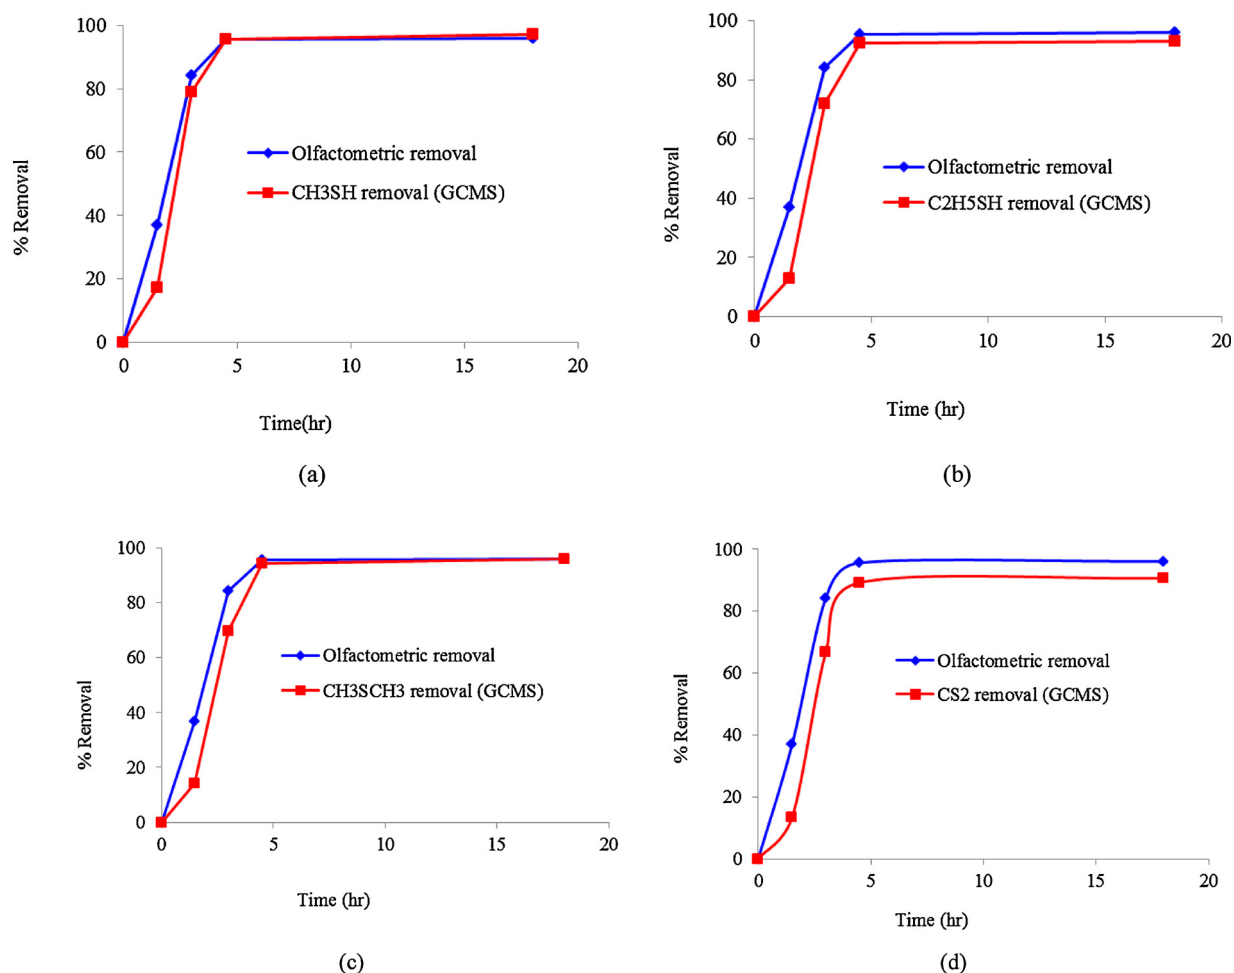 100
80
60
40
20
0
% Removal
Olfactometric removal
CH3SH removal (GCMS)
0 5 10 15 20
Time(hr)
(a)
100
80
60
40
20
0
% Removal
Olfactometric removal
C2H5SH removal (GCMS)
0 5 10 15 20
Time (hr)
(b)
100
80
60
40
20
0
% Removal
Olfactometric removal
CH3SCH3 removal (GCMS)
0 5 10 15 20
Time (hr)
(c)
100
80
60
40
20
0
% Removal
Olfactometric removal
CS2 removal (GCMS)
0 5 10 15 20
Time (hr)
(d)